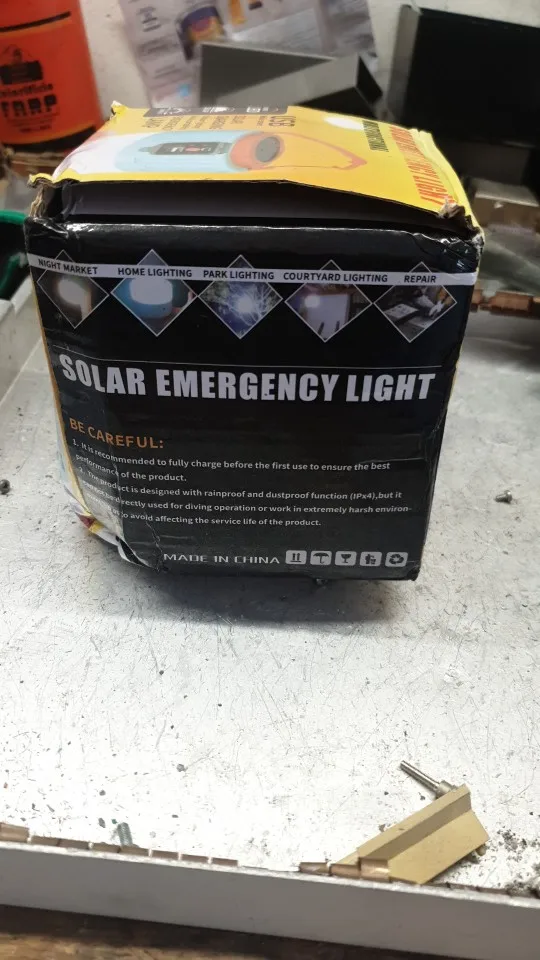 NIGHT MARKET
HOME LIGHTING
PARK LIGHTING
COURTYARD LIGHTING
REPAIR
SOLAR EMERGENCY LIGHT
BE CAREFUL:
1. It is recommended to fully charge before the first use to ensure the best
performance of the product.
2. The product is designed with rainproof and dustproof function (IPx4),but it
directly used for diving operation or work in extremely harsh environ-
to avoid affecting the service life of the product.
MADE IN CHINA